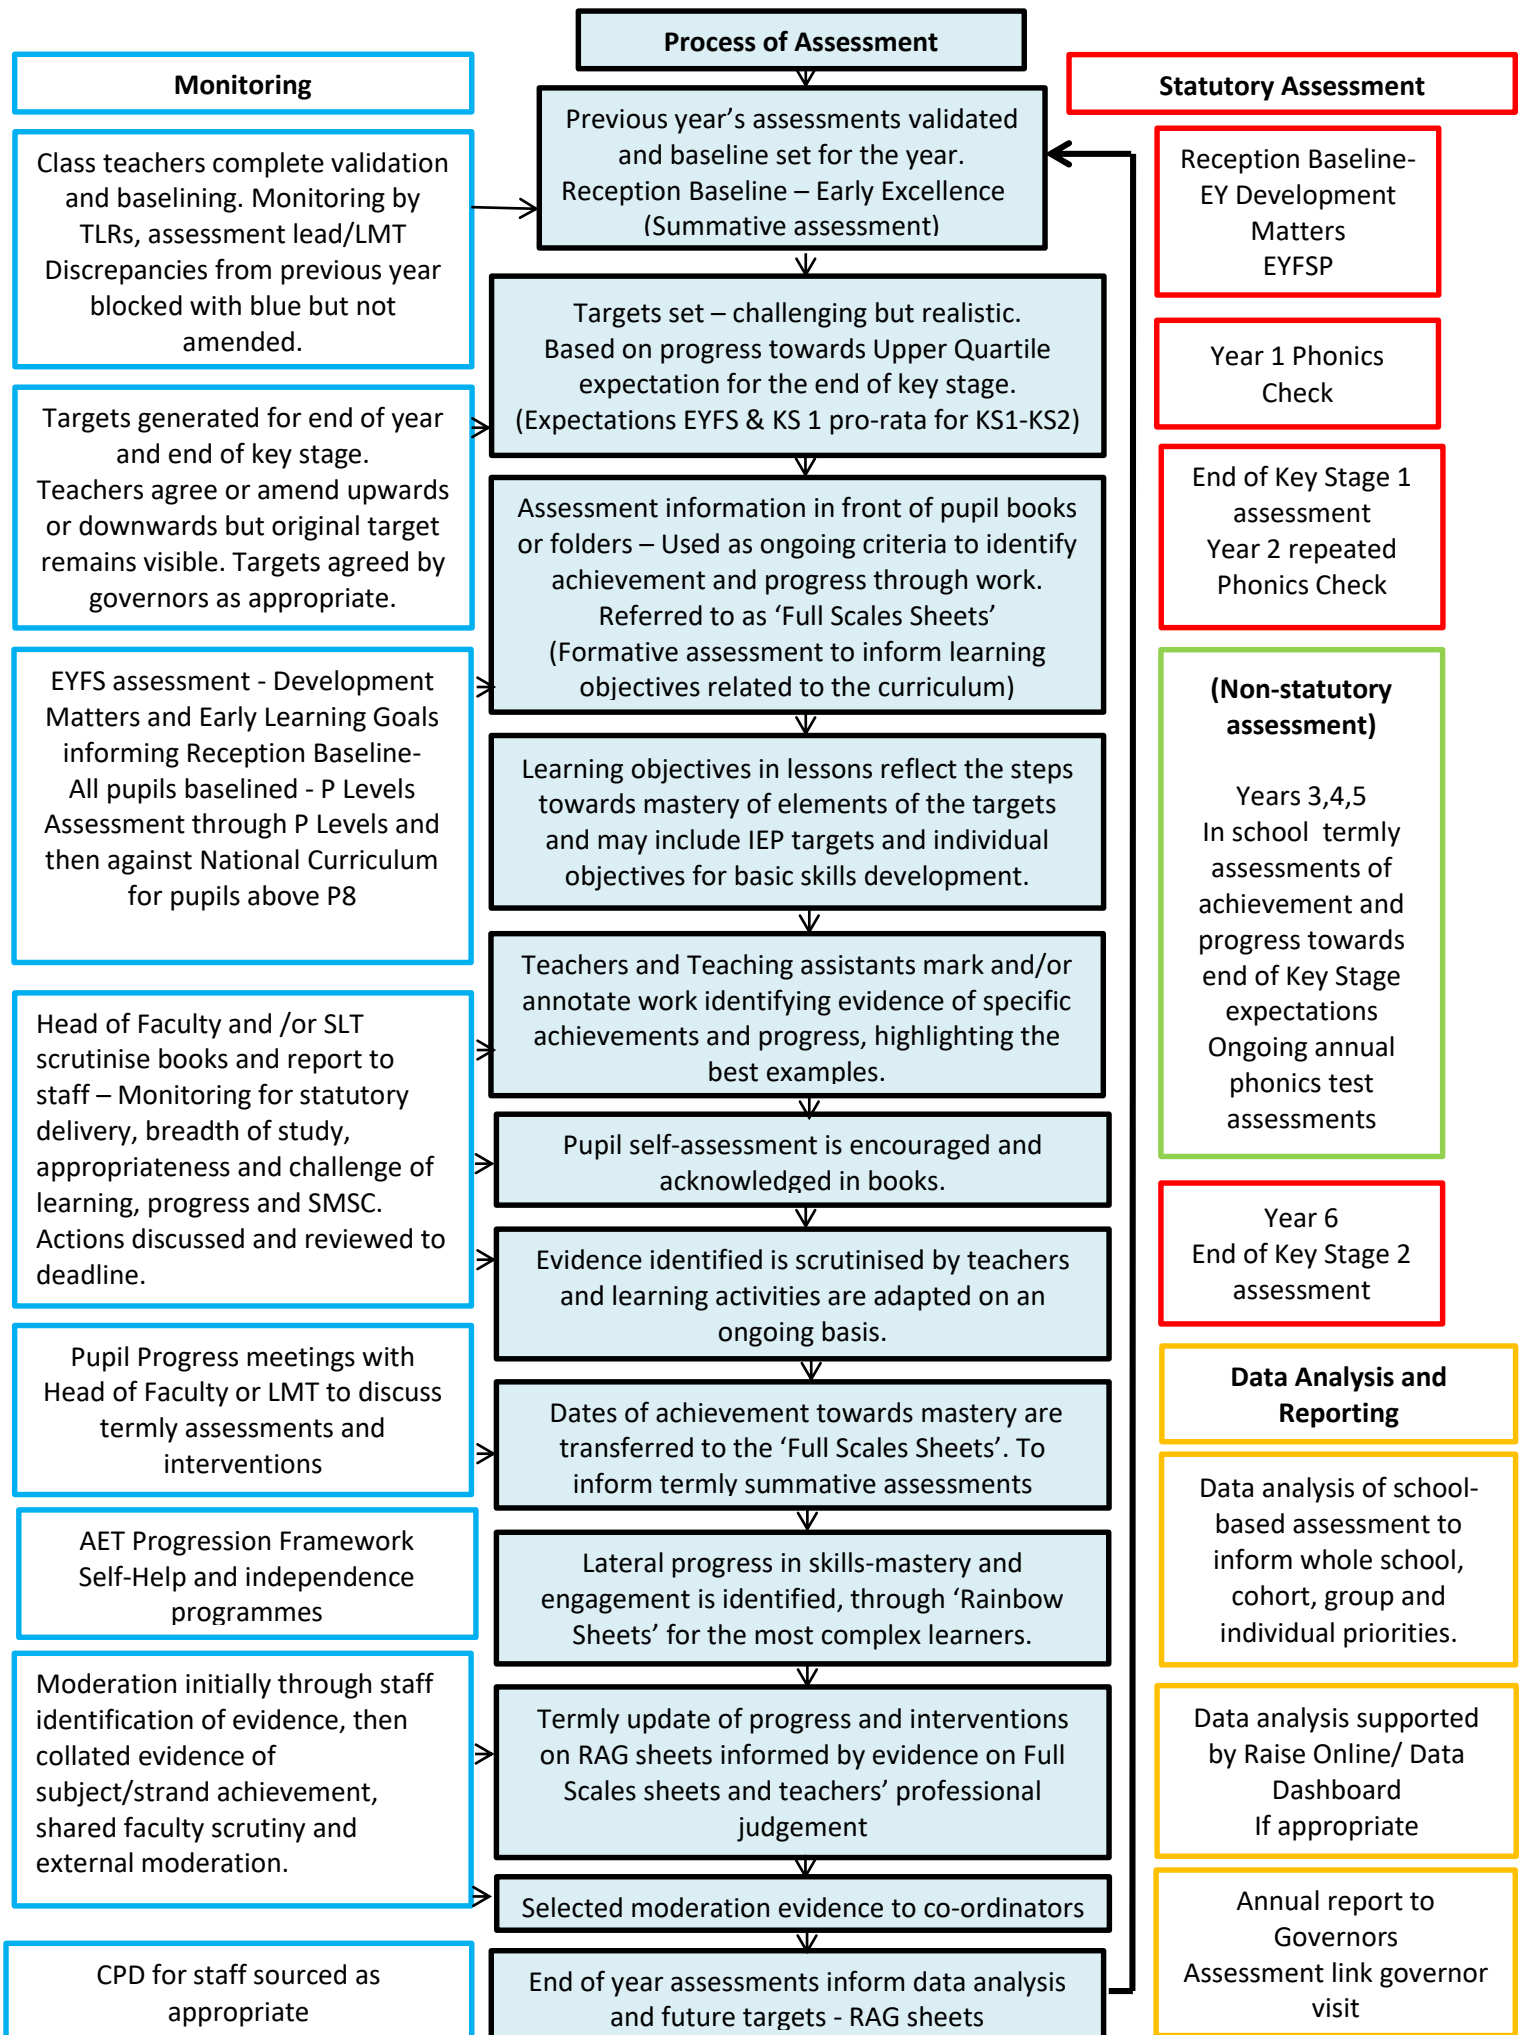 Process of Assessment
Monitoring
Class teachers complete validation
and baselining. Monitoring by
TLRs, assessment lead/LMT
Discrepancies from previous year
blocked with blue but not
amended.
Targets generated for end of year
and end of key stage.
Teachers agree or amend upwards
or downwards but original target
remains visible. Targets agreed by
governors as appropriate.
EYFS assessment - Development
Matters and Early Learning Goals
informing Reception Baseline-
All pupils baselined - P Levels
Assessment through P Levels and
then against National Curriculum
for pupils above P8
Head of Faculty and /or SLT
scrutinise books and report to
staff – Monitoring for statutory
delivery, breadth of study,
appropriateness and challenge of
learning, progress and SMSC.
Actions discussed and reviewed to
deadline.
Pupil Progress meetings with
Head of Faculty or LMT to discuss
termly assessments and
interventions
AET Progression Framework
Self-Help and independence
programmes
Moderation initially through staff
identification of evidence, then
collated evidence of
subject/strand achievement,
shared faculty scrutiny and
external moderation.
CPD for staff sourced as
appropriate
Previous year’s assessments validated
and baseline set for the year.
Reception Baseline – Early Excellence
(Summative assessment)
Targets set – challenging but realistic.
Based on progress towards Upper Quartile
expectation for the end of key stage.
(Expectations EYFS & KS 1 pro-rata for KS1-KS2)
Assessment information in front of pupil books
or folders – Used as ongoing criteria to identify
achievement and progress through work.
Referred to as ‘Full Scales Sheets’
(Formative assessment to inform learning
objectives related to the curriculum)
Learning objectives in lessons reflect the steps
towards mastery of elements of the targets
and may include IEP targets and individual
objectives for basic skills development.
Teachers and Teaching assistants mark and/or
annotate work identifying evidence of specific
achievements and progress, highlighting the
best examples.
Pupil self-assessment is encouraged and
acknowledged in books.
Evidence identified is scrutinised by teachers
and learning activities are adapted on an
ongoing basis.
Dates of achievement towards mastery are
transferred to the ‘Full Scales Sheets’. To
inform termly summative assessments
Lateral progress in skills-mastery and
engagement is identified, through ‘Rainbow
Sheets’ for the most complex learners.
Termly update of progress and interventions
on RAG sheets informed by evidence on Full
Scales sheets and teachers’ professional
judgement
Selected moderation evidence to co-ordinators
End of year assessments inform data analysis
and future targets - RAG sheets
Statutory Assessment
Reception Baseline-
EY Development
Matters
EYFSP
Year 1 Phonics
Check
End of Key Stage 1
assessment
Year 2 repeated
Phonics Check
(Non-statutory
assessment)
Years 3,4,5
In school termly
assessments of
achievement and
progress towards
end of Key Stage
expectations
Ongoing annual
phonics test
assessments
Year 6
End of Key Stage 2
assessment
Data Analysis and
Reporting
Data analysis of school-
based assessment to
inform whole school,
cohort, group and
individual priorities.
Data analysis supported
by Raise Online/ Data
Dashboard
If appropriate
Annual report to
Governors
Assessment link governor
visit